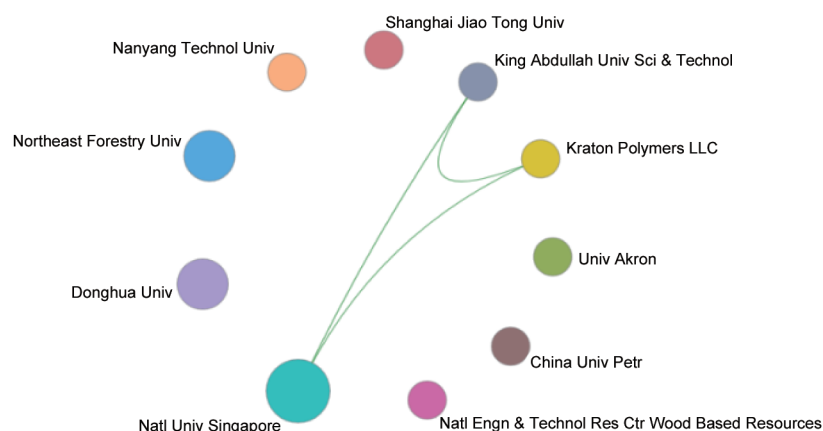 Shanghai Jiao Tong Univ
Nanyang Technol Univ
King Abdullah Univ Sci & Technol
Northeast Forestry Univ
Kraton Polymers LLC
Univ Akron
Donghua Univ
China Univ Petr
Natl Univ Singapore
Natl Engn & Technol Res Ctr Wood Based Resources